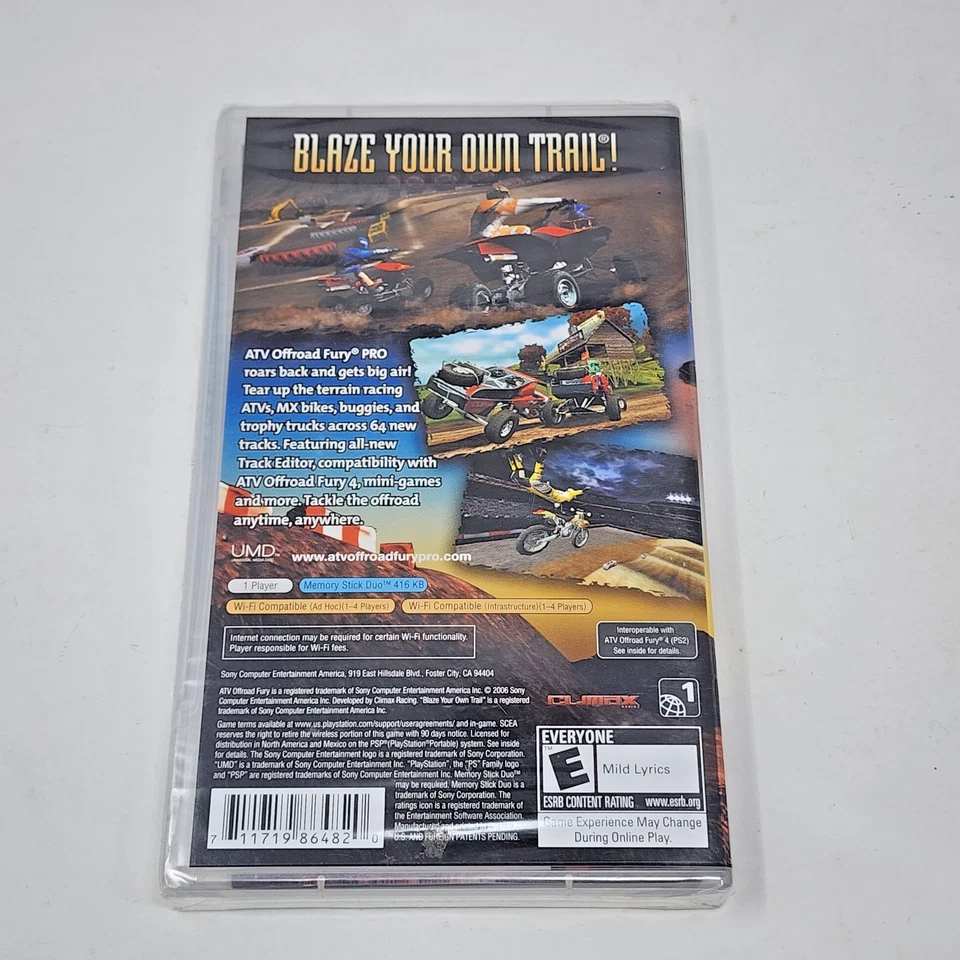 BLAZE YOUR OWN TRAIL®!
ATV Offroad Fury® PRO
roars back and gets big air!
Tear up the terrain racing
ATVs, MX bikes, buggies, and
trophy trucks across 64 new
tracks. Featuring all-new
Track Editor, compatibility with
ATV Offroad Fury 4, mini-games
and more. Tackle the offroad
anytime, anywhere.
UMD™
UNIVERSAL MEDIA DISC
www.atvoffroadfurypro.com
1 Player
Memory Stick Duo™ 416 KB
Wi-Fi Compatible (Ad Hoc)(1–4 Players)
Wi-Fi Compatible (Infrastructure)(1–4 Players)
Internet connection may be required for certain Wi-Fi functionality.
Player responsible for Wi-Fi fees.
Interoperable with
ATV Offroad Fury® 4 (PS2)
See inside for details.
Sony Computer Entertainment America, 919 East Hillsdale Blvd., Foster City, CA 94404
ATV Offroad Fury is a registered trademark of Sony Computer Entertainment America Inc. © 2006 Sony
Computer Entertainment America Inc. Developed by Climax Racing. "Blaze Your Own Trail" is a registered
trademark of Sony Computer Entertainment America Inc.
CLIMAX
1
Game terms available at www.us.playstation.com/support/useragreements/ and in-game. SCEA
reserves the right to retire the wireless portion of this game with 90 days notice. Licensed for
distribution in North America and Mexico on the PSP®(PlayStation®Portable) system. See inside
for details. The Sony Computer Entertainment logo is a registered trademark of Sony Corporation.
"UMD" is a trademark of Sony Computer Entertainment Inc. "PlayStation", the "PS" Family logo
and "PSP" are registered trademarks of Sony Computer Entertainment Inc. Memory Stick Duo™
may be required. Memory Stick Duo is a
trademark of Sony Corporation. The
ratings icon is a registered trademark of
the Entertainment Software Association.
Manufactured and printed in
U.S. AND FOREIGN PATENTS PENDING.
7 11719 86482 0
EVERYONE
E™
Mild Lyrics
ESRB CONTENT RATING www.esrb.org
Game Experience May Change
During Online Play.